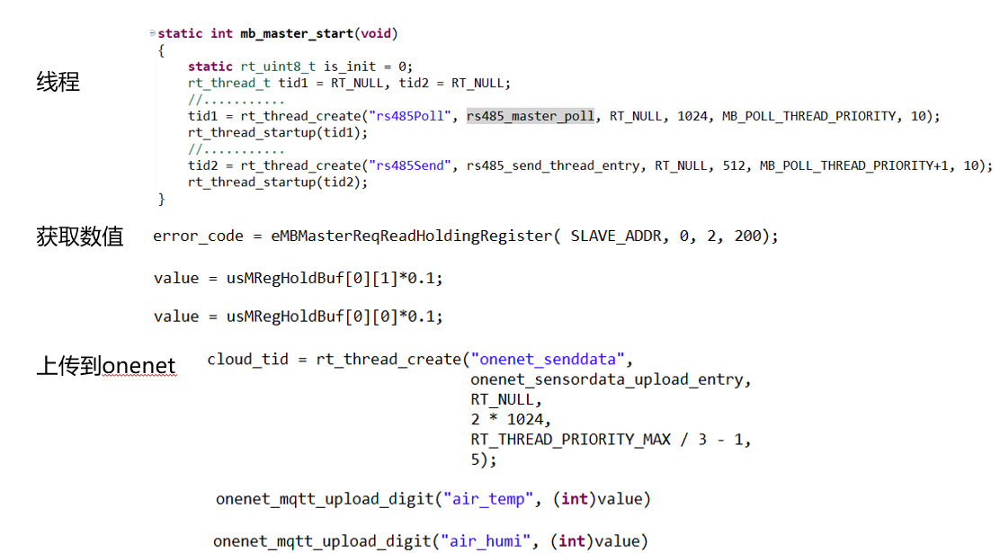 static int mb_master_start(void)
{
线程
static rt_uint8_t is_init = 0;
rt_thread_t tid1 = RT_NULL, tid2 = RT_NULL;
//...........
tid1 = rt_thread_create("rs485Poll", rs485_master_poll, RT_NULL, 1024, MB_POLL_THREAD_PRIORITY, 10);
rt_thread_startup(tid1);
//...........
tid2 = rt_thread_create("rs485Send", rs485_send_thread_entry, RT_NULL, 512, MB_POLL_THREAD_PRIORITY+1, 10);
rt_thread_startup(tid2);
}
获取数值
error_code = eMBMasterReqReadHoldingRegister( SLAVE_ADDR, 0, 2, 200);
value = usMRegHoldBuf[0][1]*0.1;
value = usMRegHoldBuf[0][0]*0.1;
上传到onenet
cloud_tid = rt_thread_create("onenet_senddata",
onenet_sensordata_upload_entry,
RT_NULL,
2 * 1024,
RT_THREAD_PRIORITY_MAX / 3 - 1,
5);
onenet_mqtt_upload_digit("air_temp", (int)value)
onenet_mqtt_upload_digit("air_humi", (int)value)